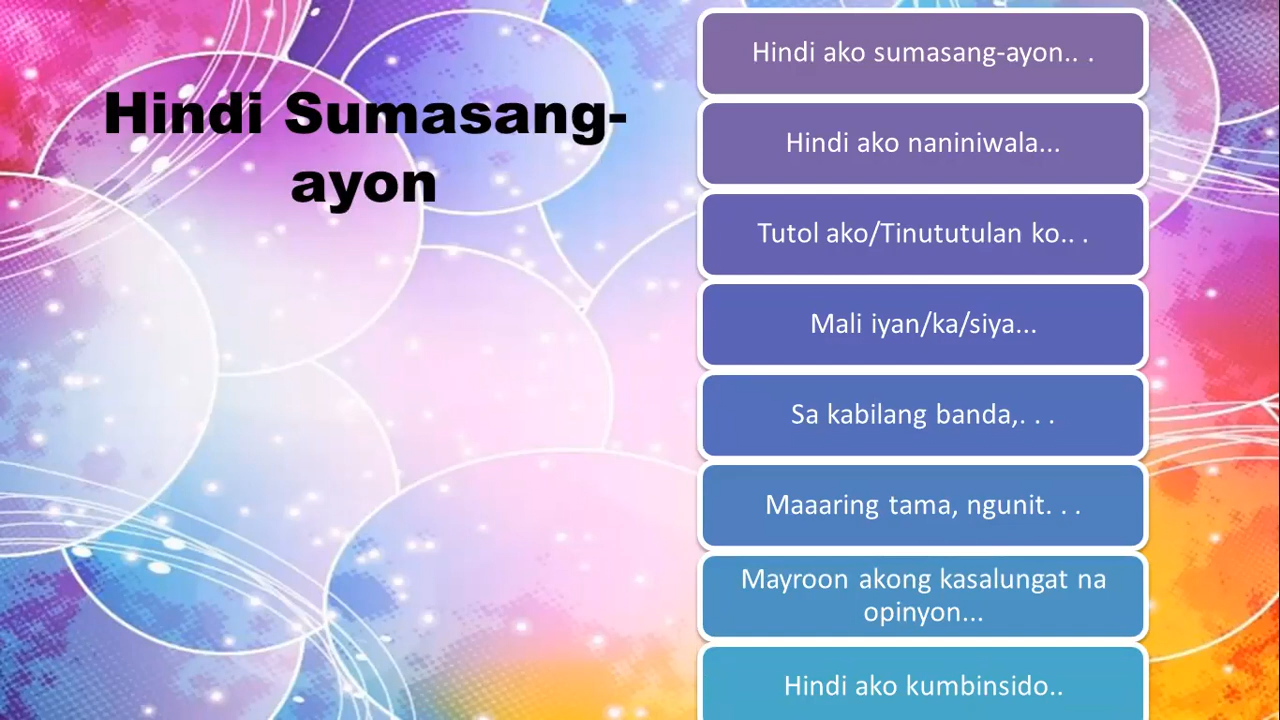 Hindi Sumasang-
ayon
Hindi ako sumasang-ayon.. .
Hindi ako naniniwala...
Tutol ako/Tinututulan ko.. .
Mali iyan/ka/siya...
Sa kabilang banda,. . .
Maaaring tama, ngunit. . .
Mayroon akong kasalungat na
opinyon...
Hindi ako kumbinsido..